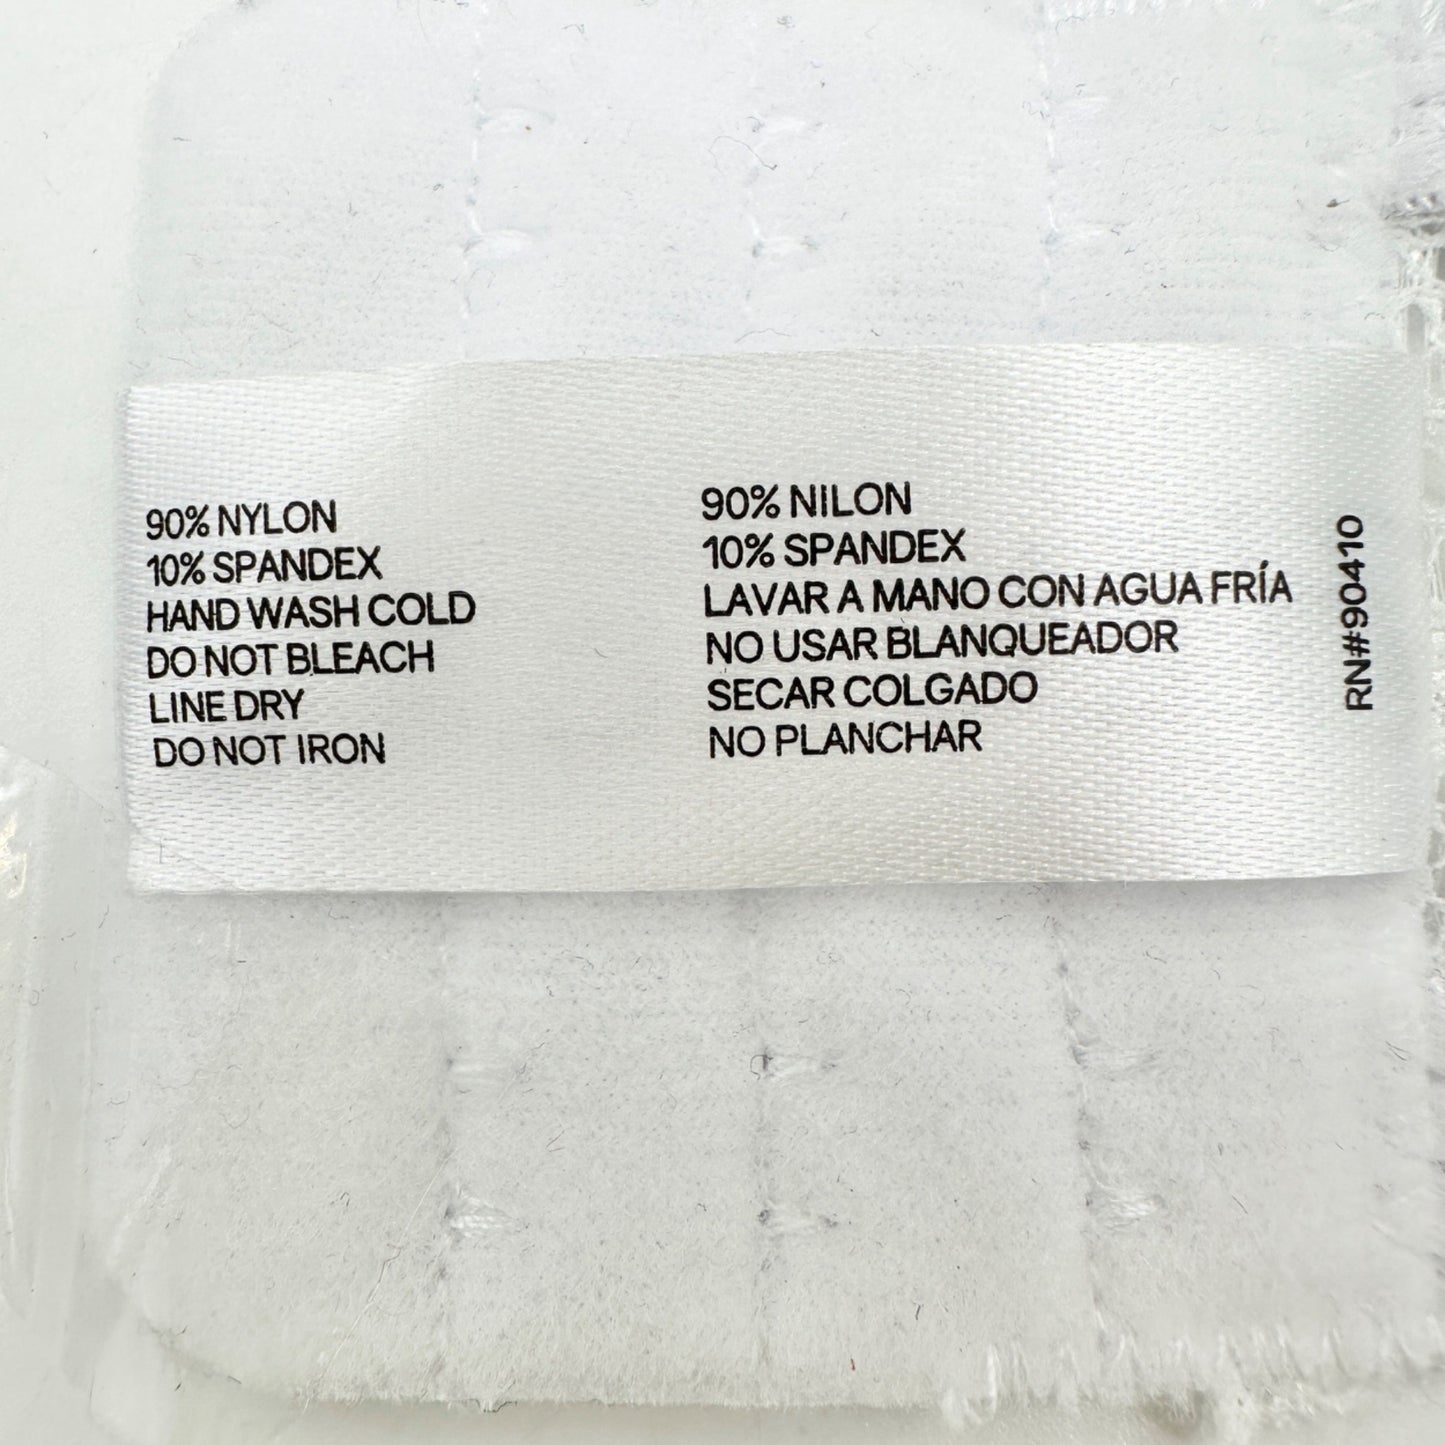 90% NYLON
10% SPANDEX
HAND WASH COLD
DO NOT BLEACH
LINE DRY
DO NOT IRON
90% NILON
10% SPANDEX
LAVAR A MANO CON AGUA FRÍA
NO USAR BLANQUEADOR
SECAR COLGADO
NO PLANCHAR
RN#90410